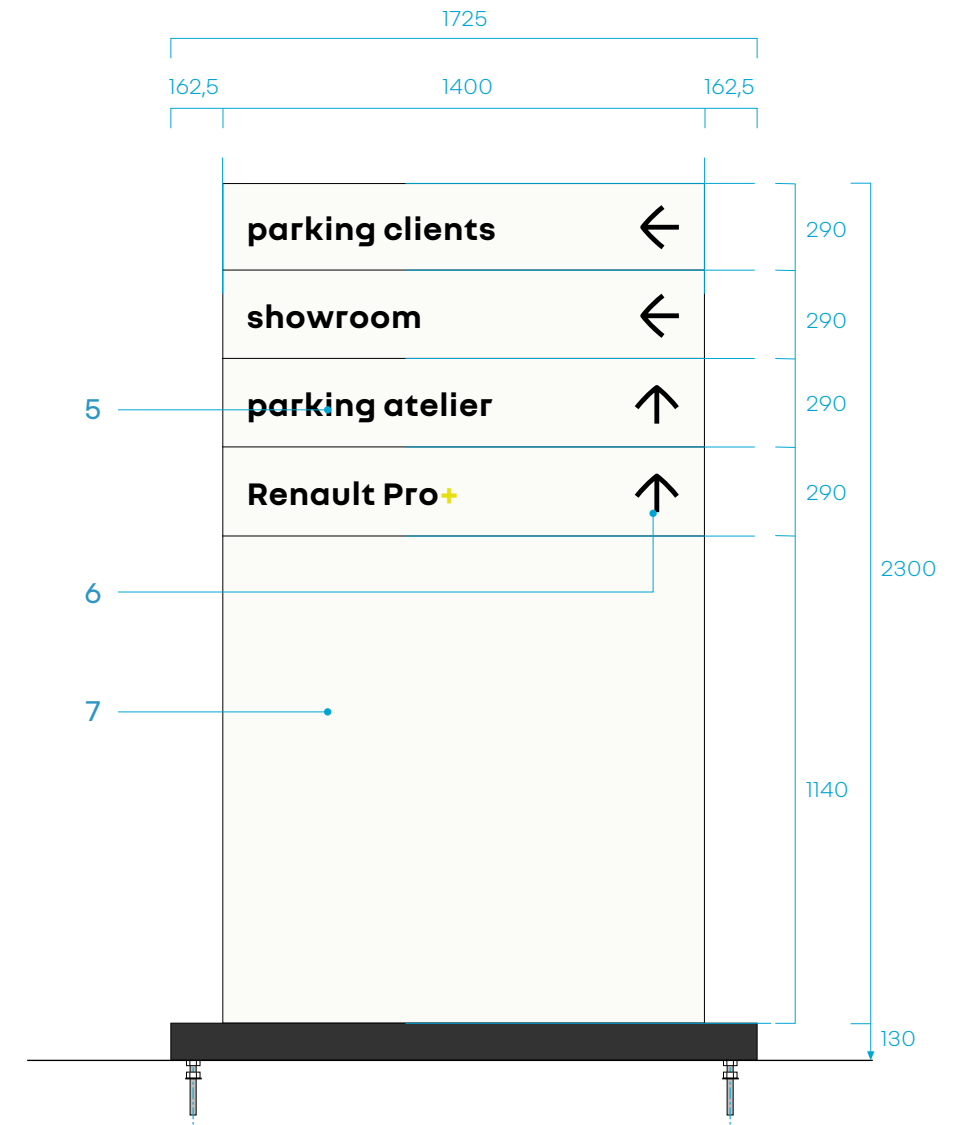 1725
162,5 1400 162,5
parking clients
290
showroom
290
5
parking atelier
290
Renault Pro+
290
2300
6
7
1140
130